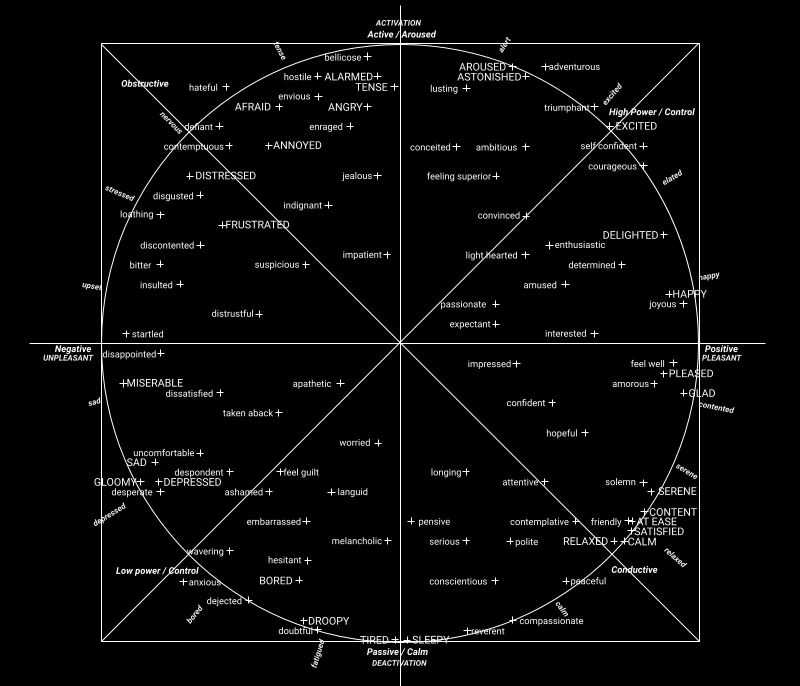 ACTIVATION
Active / Aroused
tense
alert
bellicose
AROUSED
adventurous
hostile
ALARMED
ASTONISHED
Obstructive
hateful
TENSE
lusting
excited
envious
AFRAID
ANGRY
triumphant
High Power / Control
nervous
defiant
enraged
EXCITED
contemptuous
ANNOYED
conceited
ambitious
self confident
courageous
DISTRESSED
jealous
feeling superior
elated
stressed
disgusted
loathing
indignant
convinced
FRUSTRATED
DELIGHTED
discontented
enthusiastic
impatient
light hearted
bitter
suspicious
determined
happy
upset
insulted
amused
HAPPY
passionate
joyous
distrustful
expectant
startled
interested
Negative
UNPLEASANT
Positive
PLEASANT
disappointed
impressed
feel well
PLEASED
MISERABLE
apathetic
amorous
dissatisfied
GLAD
sad
confident
contented
taken aback
hopeful
worried
uncomfortable
SAD
despondent
feel guilt
longing
serene
GLOOMY
DEPRESSED
attentive
solemn
desperate
ashamed
languid
SERENE
depressed
CONTENT
embarrassed
pensive
contemplative
friendly
AT EASE
SATISFIED
melancholic
serious
polite
RELAXED
CALM
wavering
hesitant
relaxed
Low power / Control
Conductive
anxious
BORED
conscientious
peaceful
dejected
bored
calm
DROOPY
compassionate
doubtful
reverent
TIRED
SLEEPY
fatigued
Passive / Calm
DEACTIVATION